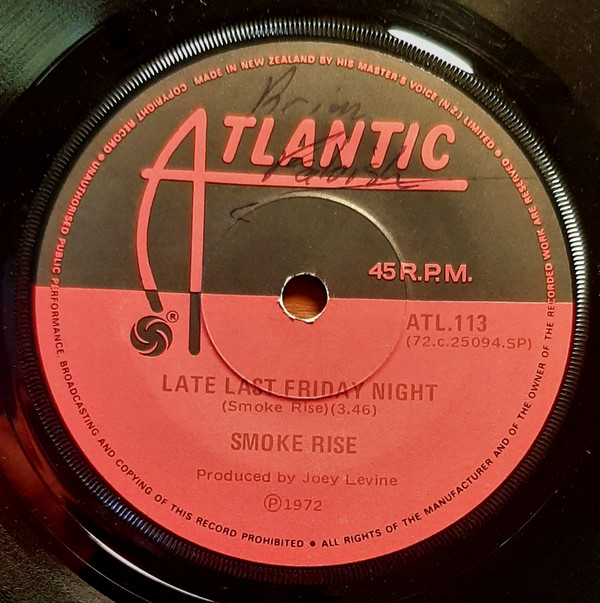 COPYRIGHT RECORD ● MADE IN NEW ZEALAND BY HIS MASTER'S VOICE (N.Z.) LIMITED ●
ATLANTIC
Brian
45 R.P.M.
®
ATL.113
(72.c.25094.SP)
LATE LAST FRIDAY NIGHT
(Smoke Rise)(3.46)
SMOKE RISE
Produced by Joey Levine
Ⓟ1972
UNAUTHORISED PUBLIC PERFORMANCE, BROADCASTING AND COPYING OF THIS RECORD PROHIBITED ● ALL RIGHTS OF THE MANUFACTURER AND OF THE OWNER OF THE RECORDED WORK ARE RESERVED